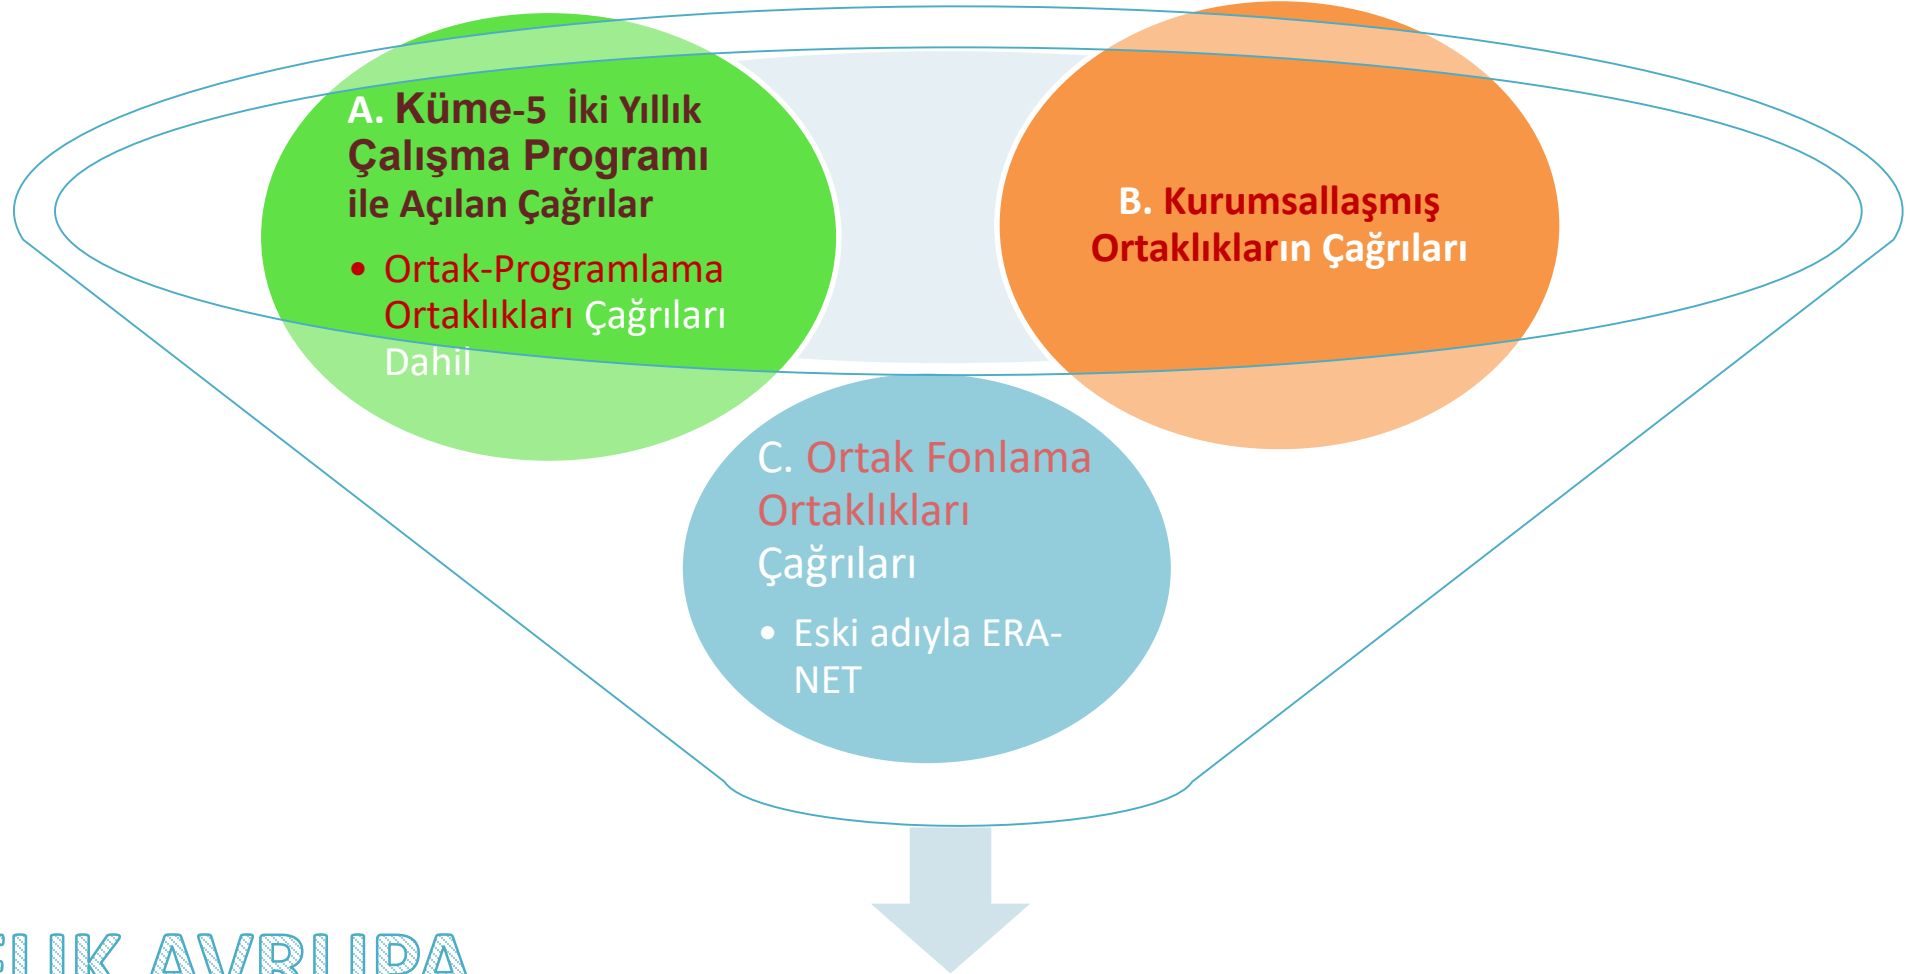 A. Küme-5 İki Yıllık
Çalışma Programı
ile Açılan Çağrılar
• Ortak-Programlama
Ortaklıkları Çağrıları
Dahil
B. Kurumsallaşmış
Ortaklıkların Çağrıları
C. Ortak Fonlama
Ortaklıkları
Çağrıları
• Eski adıyla ERA-
NET
AVRUPA